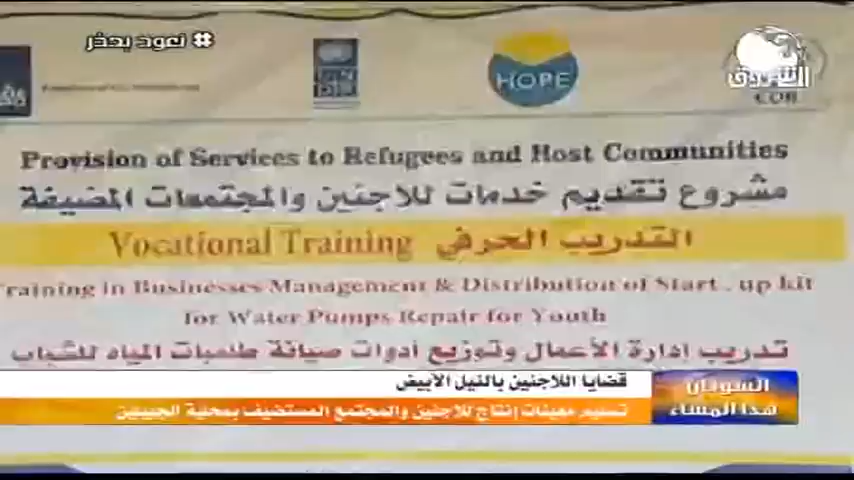 # نعود بحذر
الشروق
UN
DP
HOPE
Provision of Services to Refugees and Host Communities
مشروع تقديم خدمات للاجئين والمجتمعات المضيفة
Vocational Training التدريب الحرفي
Training in Businesses Management & Distribution of Start . up kit
for Water Pumps Repair for Youth
تدريب إدارة الأعمال وتوزيع أدوات صيانة طلمبات المياه للشباب
السودان
هذا المساء
قضايا اللاجئين بالنيل الأبيض
تسليم معينات إنتاج للاجئين والمجتمع المستضيف بمحلية الجبلين